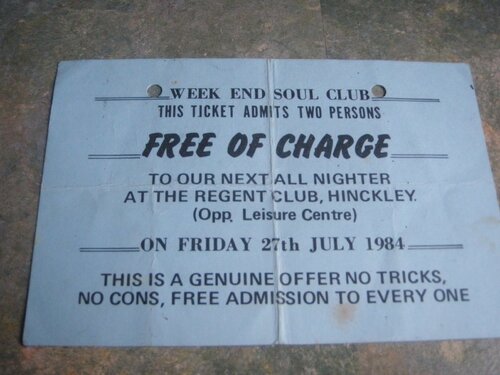 WEEK END SOUL CLUB
THIS TICKET ADMITS TWO PERSONS
FREE OF CHARGE
TO OUR NEXT ALL NIGHTER
AT THE REGENT CLUB, HINCKLEY.
(Opp. Leisure Centre)
ON FRIDAY 27th JULY 1984
THIS IS A GENUINE OFFER NO TRICKS,
NO CONS, FREE ADMISSION TO EVERY ONE